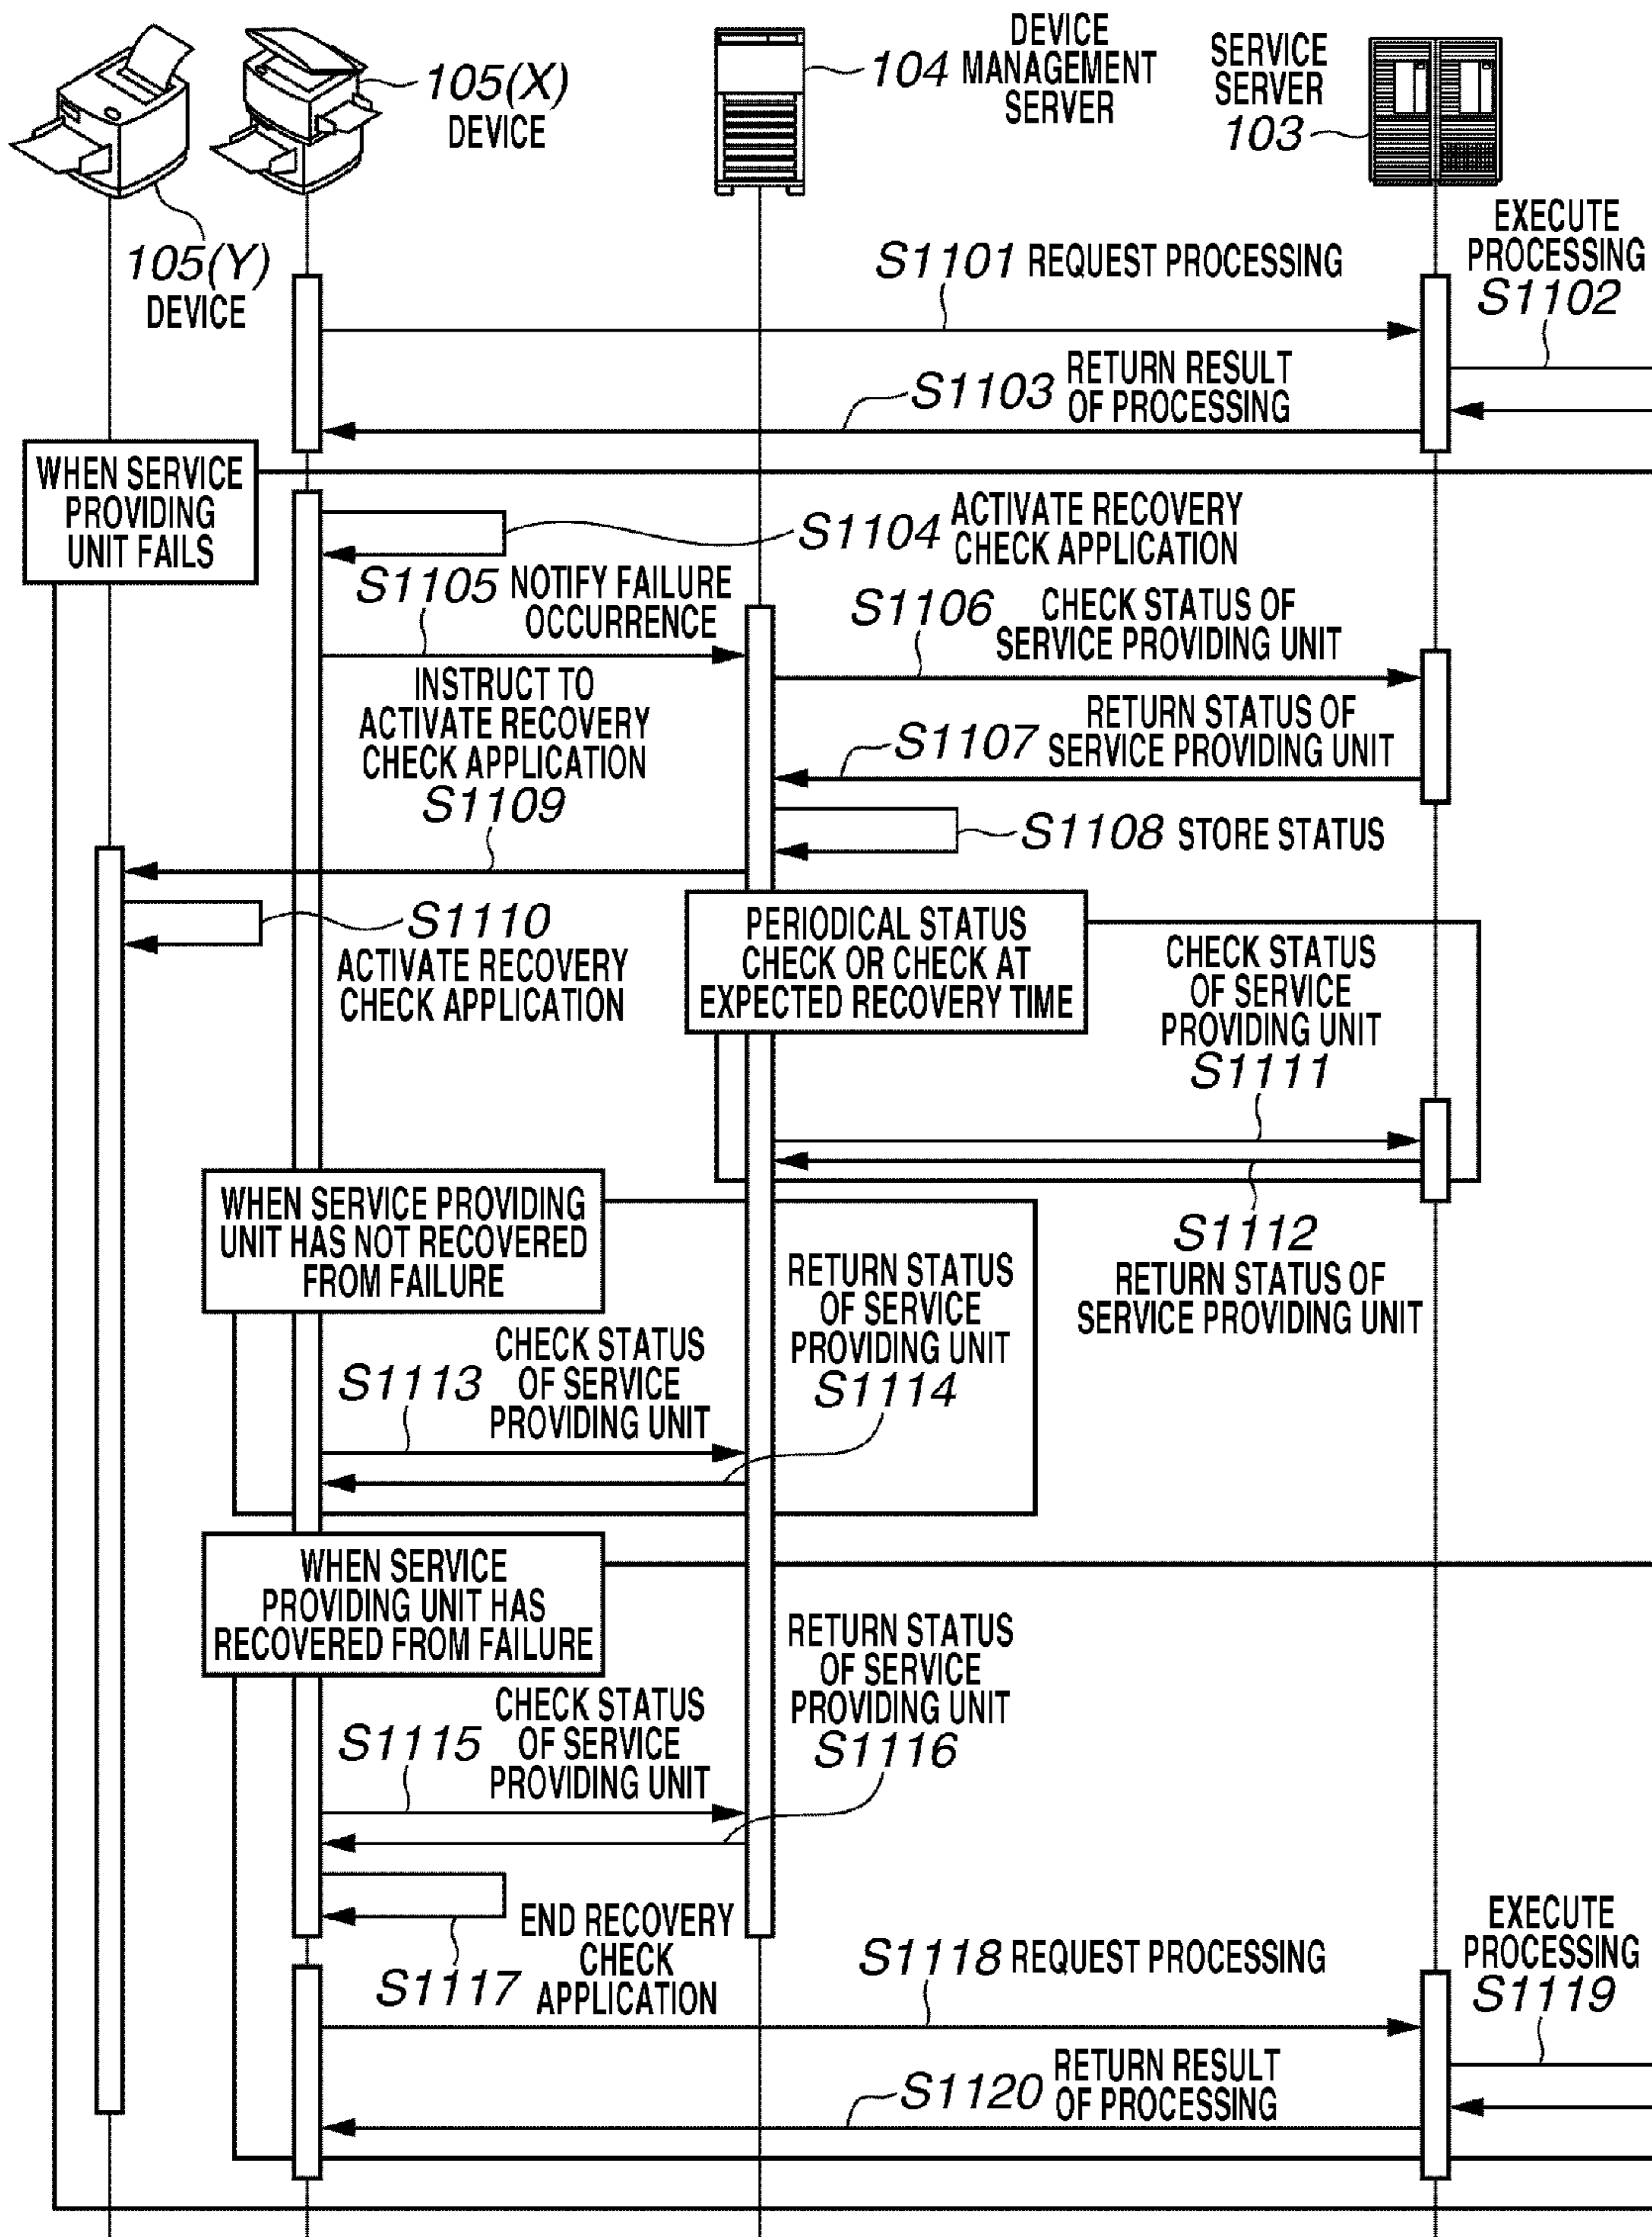 105(X)
DEVICE
104
DEVICE
MANAGEMENT
SERVER
SERVICE
SERVER
103
105(Y)
DEVICE
S1101 REQUEST PROCESSING
EXECUTE
PROCESSING
S1102
S1103 RETURN RESULT
OF PROCESSING
WHEN SERVICE
PROVIDING
UNIT FAILS
S1104 ACTIVATE RECOVERY
CHECK APPLICATION
S1105 NOTIFY FAILURE
OCCURRENCE
S1106 CHECK STATUS OF
SERVICE PROVIDING UNIT
INSTRUCT TO
ACTIVATE RECOVERY
CHECK APPLICATION
S1109
S1107 RETURN STATUS OF
SERVICE PROVIDING UNIT
S1108 STORE STATUS
S1110
ACTIVATE RECOVERY
CHECK APPLICATION
PERIODICAL STATUS
CHECK OR CHECK AT
EXPECTED RECOVERY TIME
CHECK STATUS
OF SERVICE
PROVIDING UNIT
S1111
S1112
RETURN STATUS OF
SERVICE PROVIDING UNIT
WHEN SERVICE PROVIDING
UNIT HAS NOT RECOVERED
FROM FAILURE
S1113 CHECK STATUS
OF SERVICE
PROVIDING UNIT
RETURN STATUS
OF SERVICE
PROVIDING UNIT
S1114
WHEN SERVICE
PROVIDING UNIT HAS
RECOVERED FROM FAILURE
S1115 CHECK STATUS
OF SERVICE
PROVIDING UNIT
RETURN STATUS
OF SERVICE
PROVIDING UNIT
S1116
S1117 END RECOVERY
CHECK
APPLICATION
S1118 REQUEST PROCESSING
EXECUTE
PROCESSING
S1119
S1120 RETURN RESULT
OF PROCESSING